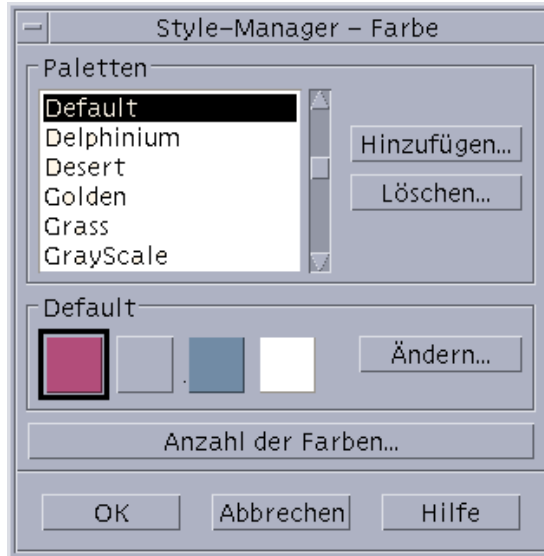 Style-Manager - Farbe
Paletten
Default
Delphinium
Desert
Golden
Grass
GrayScale
Hinzufügen...
Löschen...
Default
Ändern...
Anzahl der Farben...
OK
Abbrechen
Hilfe